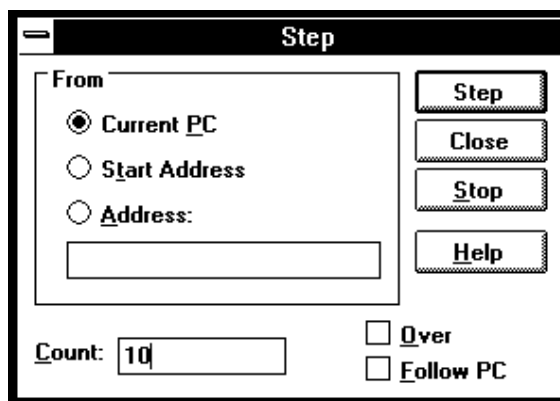 Step
From
Current PC
Start Address
Address:
Step
Close
Stop
Help
Count: 10
Over
Follow PC